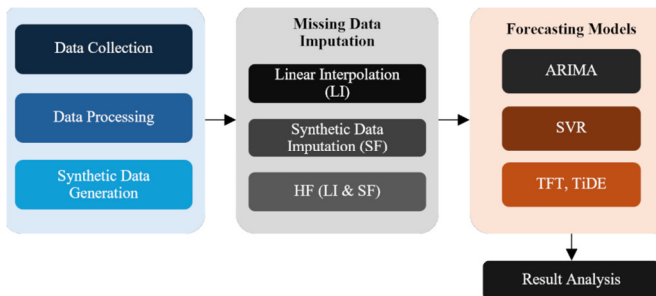 Data Collection
Data Processing
Synthetic Data
Generation
Missing Data
Imputation
Linear Interpolation
(LI)
Synthetic Data
Imputation (SF)
HF (LI & SF)
Forecasting Models
ARIMA
SVR
TFT, TiDE
Result Analysis